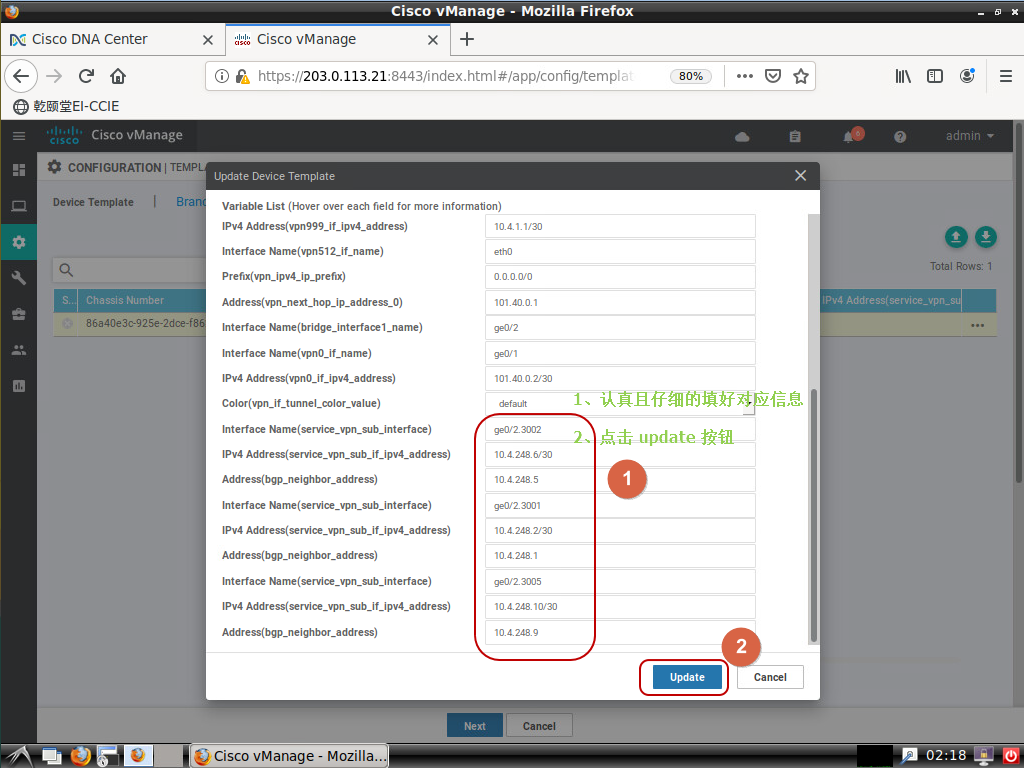 Cisco vManage - Mozilla Firefox
Cisco DNA Center
Cisco vManage
https://203.0.113.21:8443/index.html#/app/config/templat
80%
乾颐堂EI-CCIE
Cisco vManage
6
admin
CONFIGURATION | TEMPLA
Update Device Template
Device Template | Branc
Variable List (Hover over each field for more information)
IPv4 Address(vpn999_if_ipv4_address) 10.4.1.1/30
Interface Name(vpn512_if_name) eth0
Prefix(vpn_ipv4_ip_prefix) 0.0.0.0/0
Total Rows: 1
Address(vpn_next_hop_ip_address_0) 101.40.0.1
S... Chassis Number
IPv4 Address(service_vpn_su
Interface Name(bridge_interface1_name) ge0/2
86a40e3c-925e-2dce-f86
Interface Name(vpn0_if_name) ge0/1
IPv4 Address(vpn0_if_ipv4_address) 101.40.0.2/30
Color(vpn_if_tunnel_color_value) default
1、认真且仔细的填好对应信息
Interface Name(service_vpn_sub_interface) ge0/2.3002
2、点击 update 按钮
IPv4 Address(service_vpn_sub_if_ipv4_address) 10.4.248.6/30
Address(bgp_neighbor_address) 10.4.248.5
1
Interface Name(service_vpn_sub_interface) ge0/2.3001
IPv4 Address(service_vpn_sub_if_ipv4_address) 10.4.248.2/30
Address(bgp_neighbor_address) 10.4.248.1
Interface Name(service_vpn_sub_interface) ge0/2.3005
IPv4 Address(service_vpn_sub_if_ipv4_address) 10.4.248.10/30
Address(bgp_neighbor_address) 10.4.248.9
2
Update
Cancel
Next
Cancel
Cisco vManage - Mozilla...
02:18